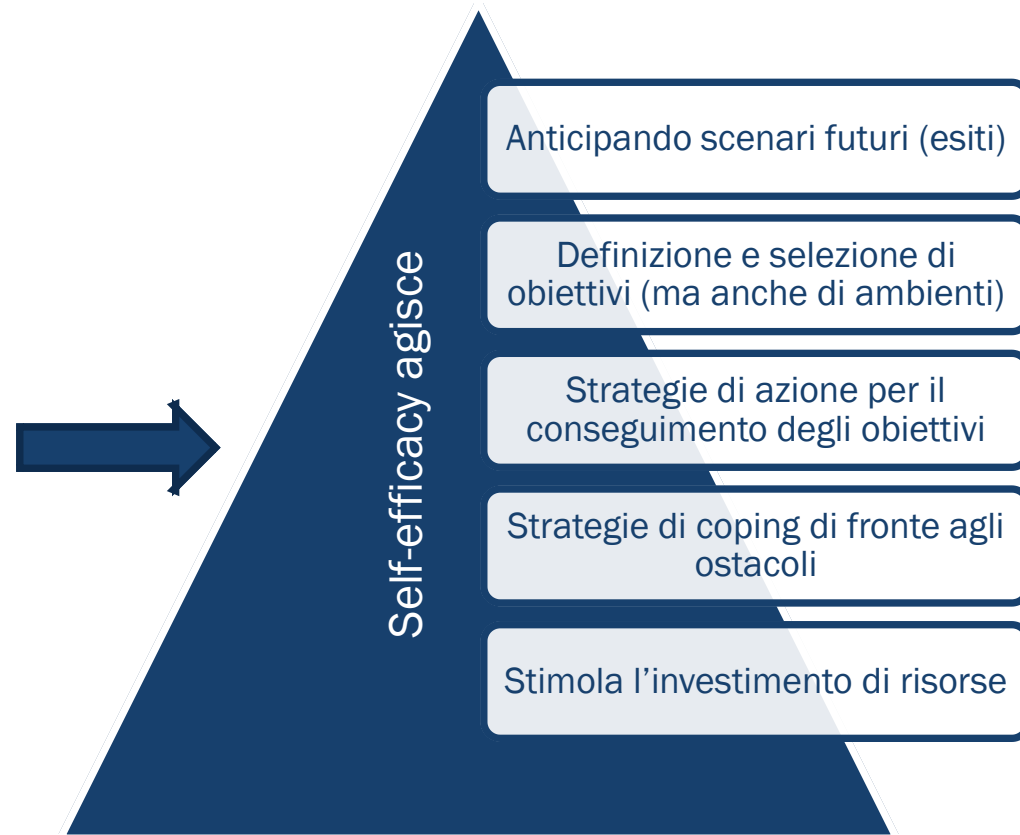 Self-efficacy agisce
Anticipando scenari futuri (esiti)
Definizione e selezione di
obiettivi (ma anche di ambienti)
Strategie di azione per il
conseguimento degli obiettivi
Strategie di coping di fronte agli
ostacoli
Stimola l’investimento di risorse